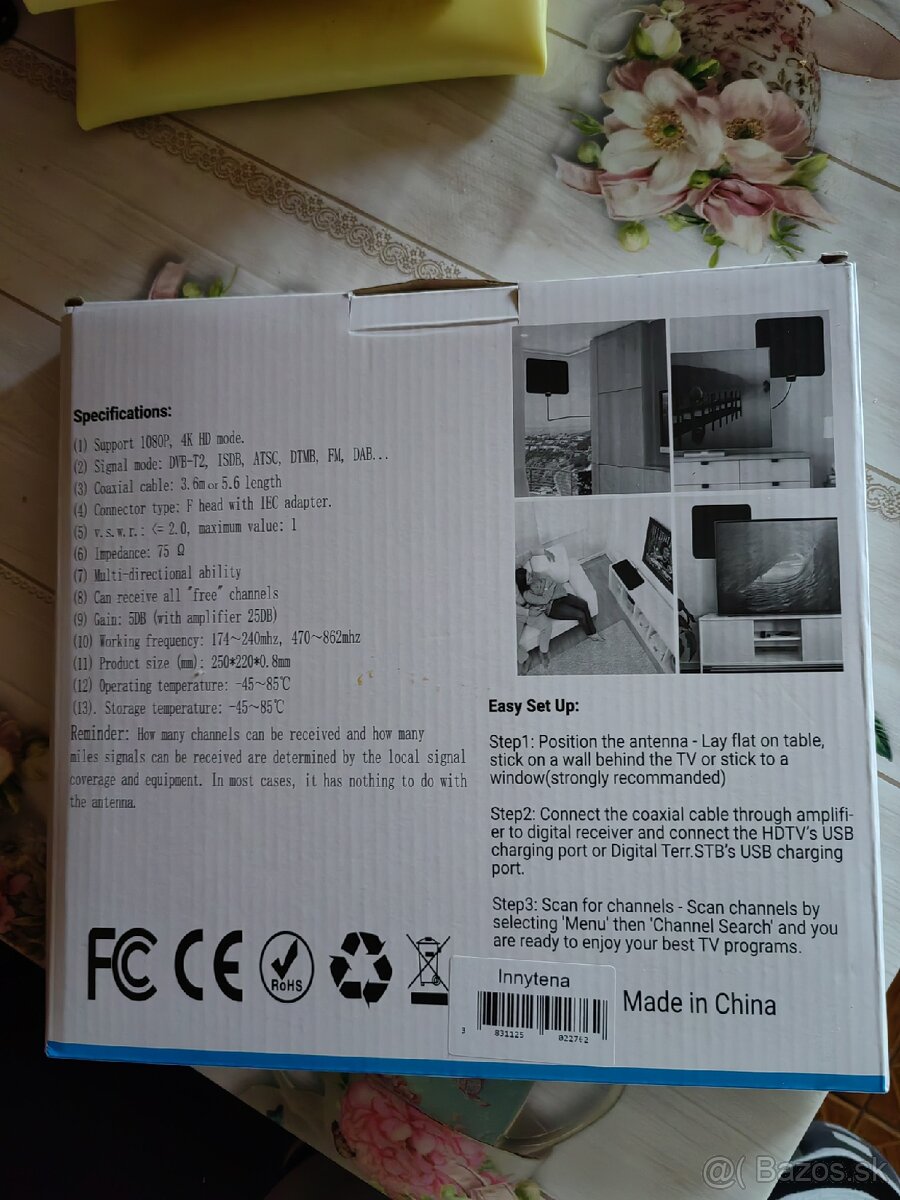 Specifications:
(1) Support 1080P, 4K HD mode.
(2) Signal mode: DVB-T2, ISDB, ATSC, DTMB, FM, DAB...
(3) Coaxial cable: 3.6m or 5.6 length
(4) Connector type: F head with IEC adapter.
(5) v.s.w.r.: <= 2.0, maximum value: 1
(6) Impedance: 75 Ω
(7) Multi-directional ability
(8) Can receive all "free" channels
(9) Gain: 5DB (with amplifier 25DB)
(10) Working frequency: 174~240mhz, 470~862mhz
(11) Product size (mm): 250*220*0.8mm
(12) Operating temperature: -45~85℃
(13). Storage temperature: -45~85℃
Reminder: How many channels can be received and how many
miles signals can be received are determined by the local signal
coverage and equipment. In most cases, it has nothing to do with
the antenna.
Easy Set Up:
Step1: Position the antenna - Lay flat on table,
stick on a wall behind the TV or stick to a
window(strongly recommanded)
Step2: Connect the coaxial cable through amplifi-
er to digital receiver and connect the HDTV's USB
charging port or Digital Terr.STB's USB charging
port.
Step3: Scan for channels - Scan channels by
selecting 'Menu' then 'Channel Search' and you
are ready to enjoy your best TV programs.
FC CE RoHS
Innytena
3 831125 022762
Made in China
@( Bazos.sk